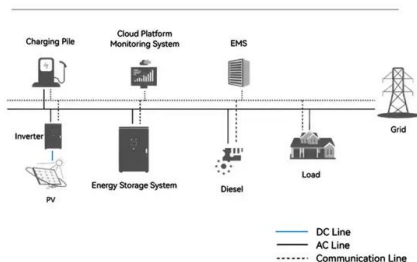 Charging Pile
Cloud Platform
Monitoring System
EMS
Grid
Inverter
PV
Energy Storage System
Diesel
Load
DC Line
AC Line
Communication Line